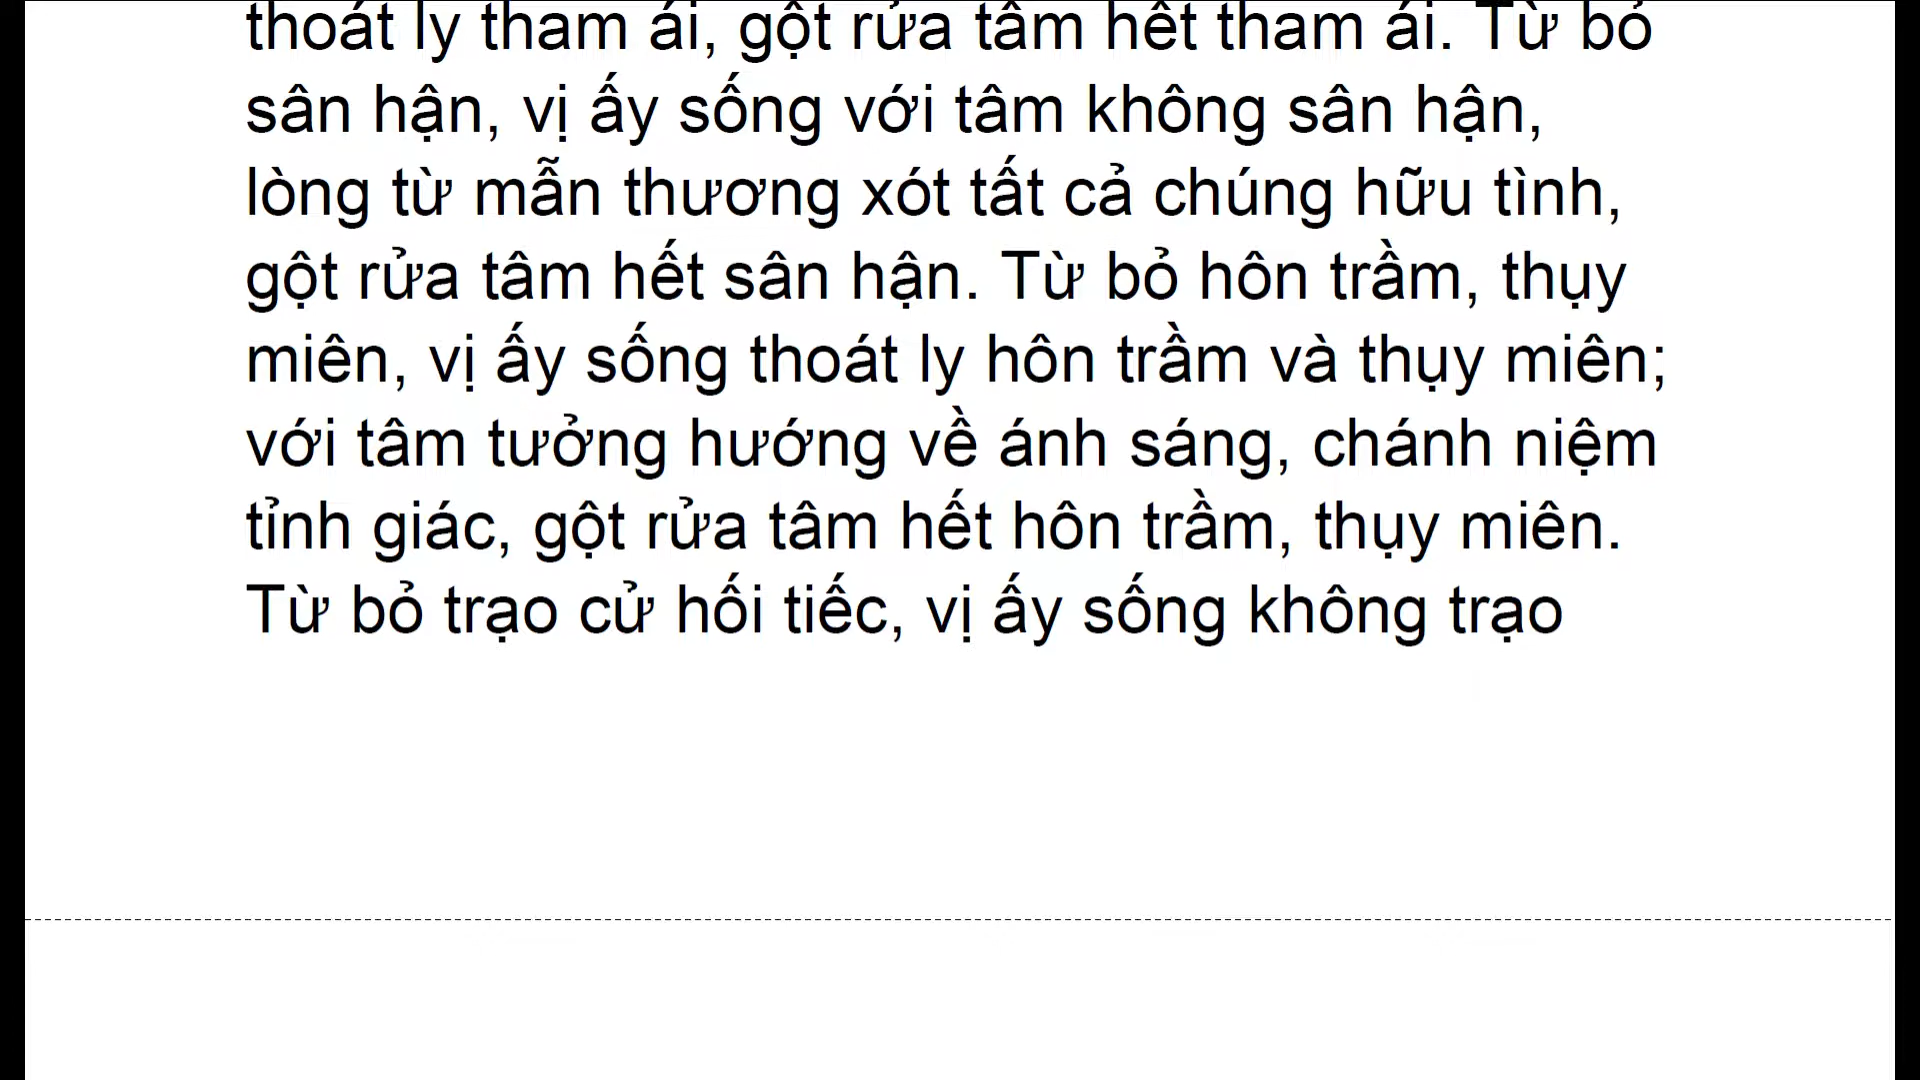 thoát ly tham ái, gột rửa tâm hết tham ái. Từ bỏ
sân hận, vị ấy sống với tâm không sân hận,
lòng từ mẫn thương xót tất cả chúng hữu tình,
gột rửa tâm hết sân hận. Từ bỏ hôn trầm, thụy
miên, vị ấy sống thoát ly hôn trầm và thụy miên;
với tâm tưởng hướng về ánh sáng, chánh niệm
tỉnh giác, gột rửa tâm hết hôn trầm, thụy miên.
Từ bỏ trạo cử hối tiếc, vị ấy sống không trạo